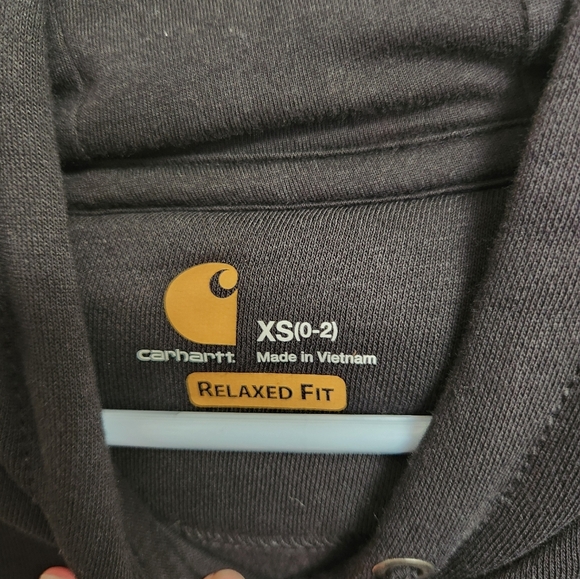 XS(0-2)
carhartt
Made in Vietnam
RELAXED FIT